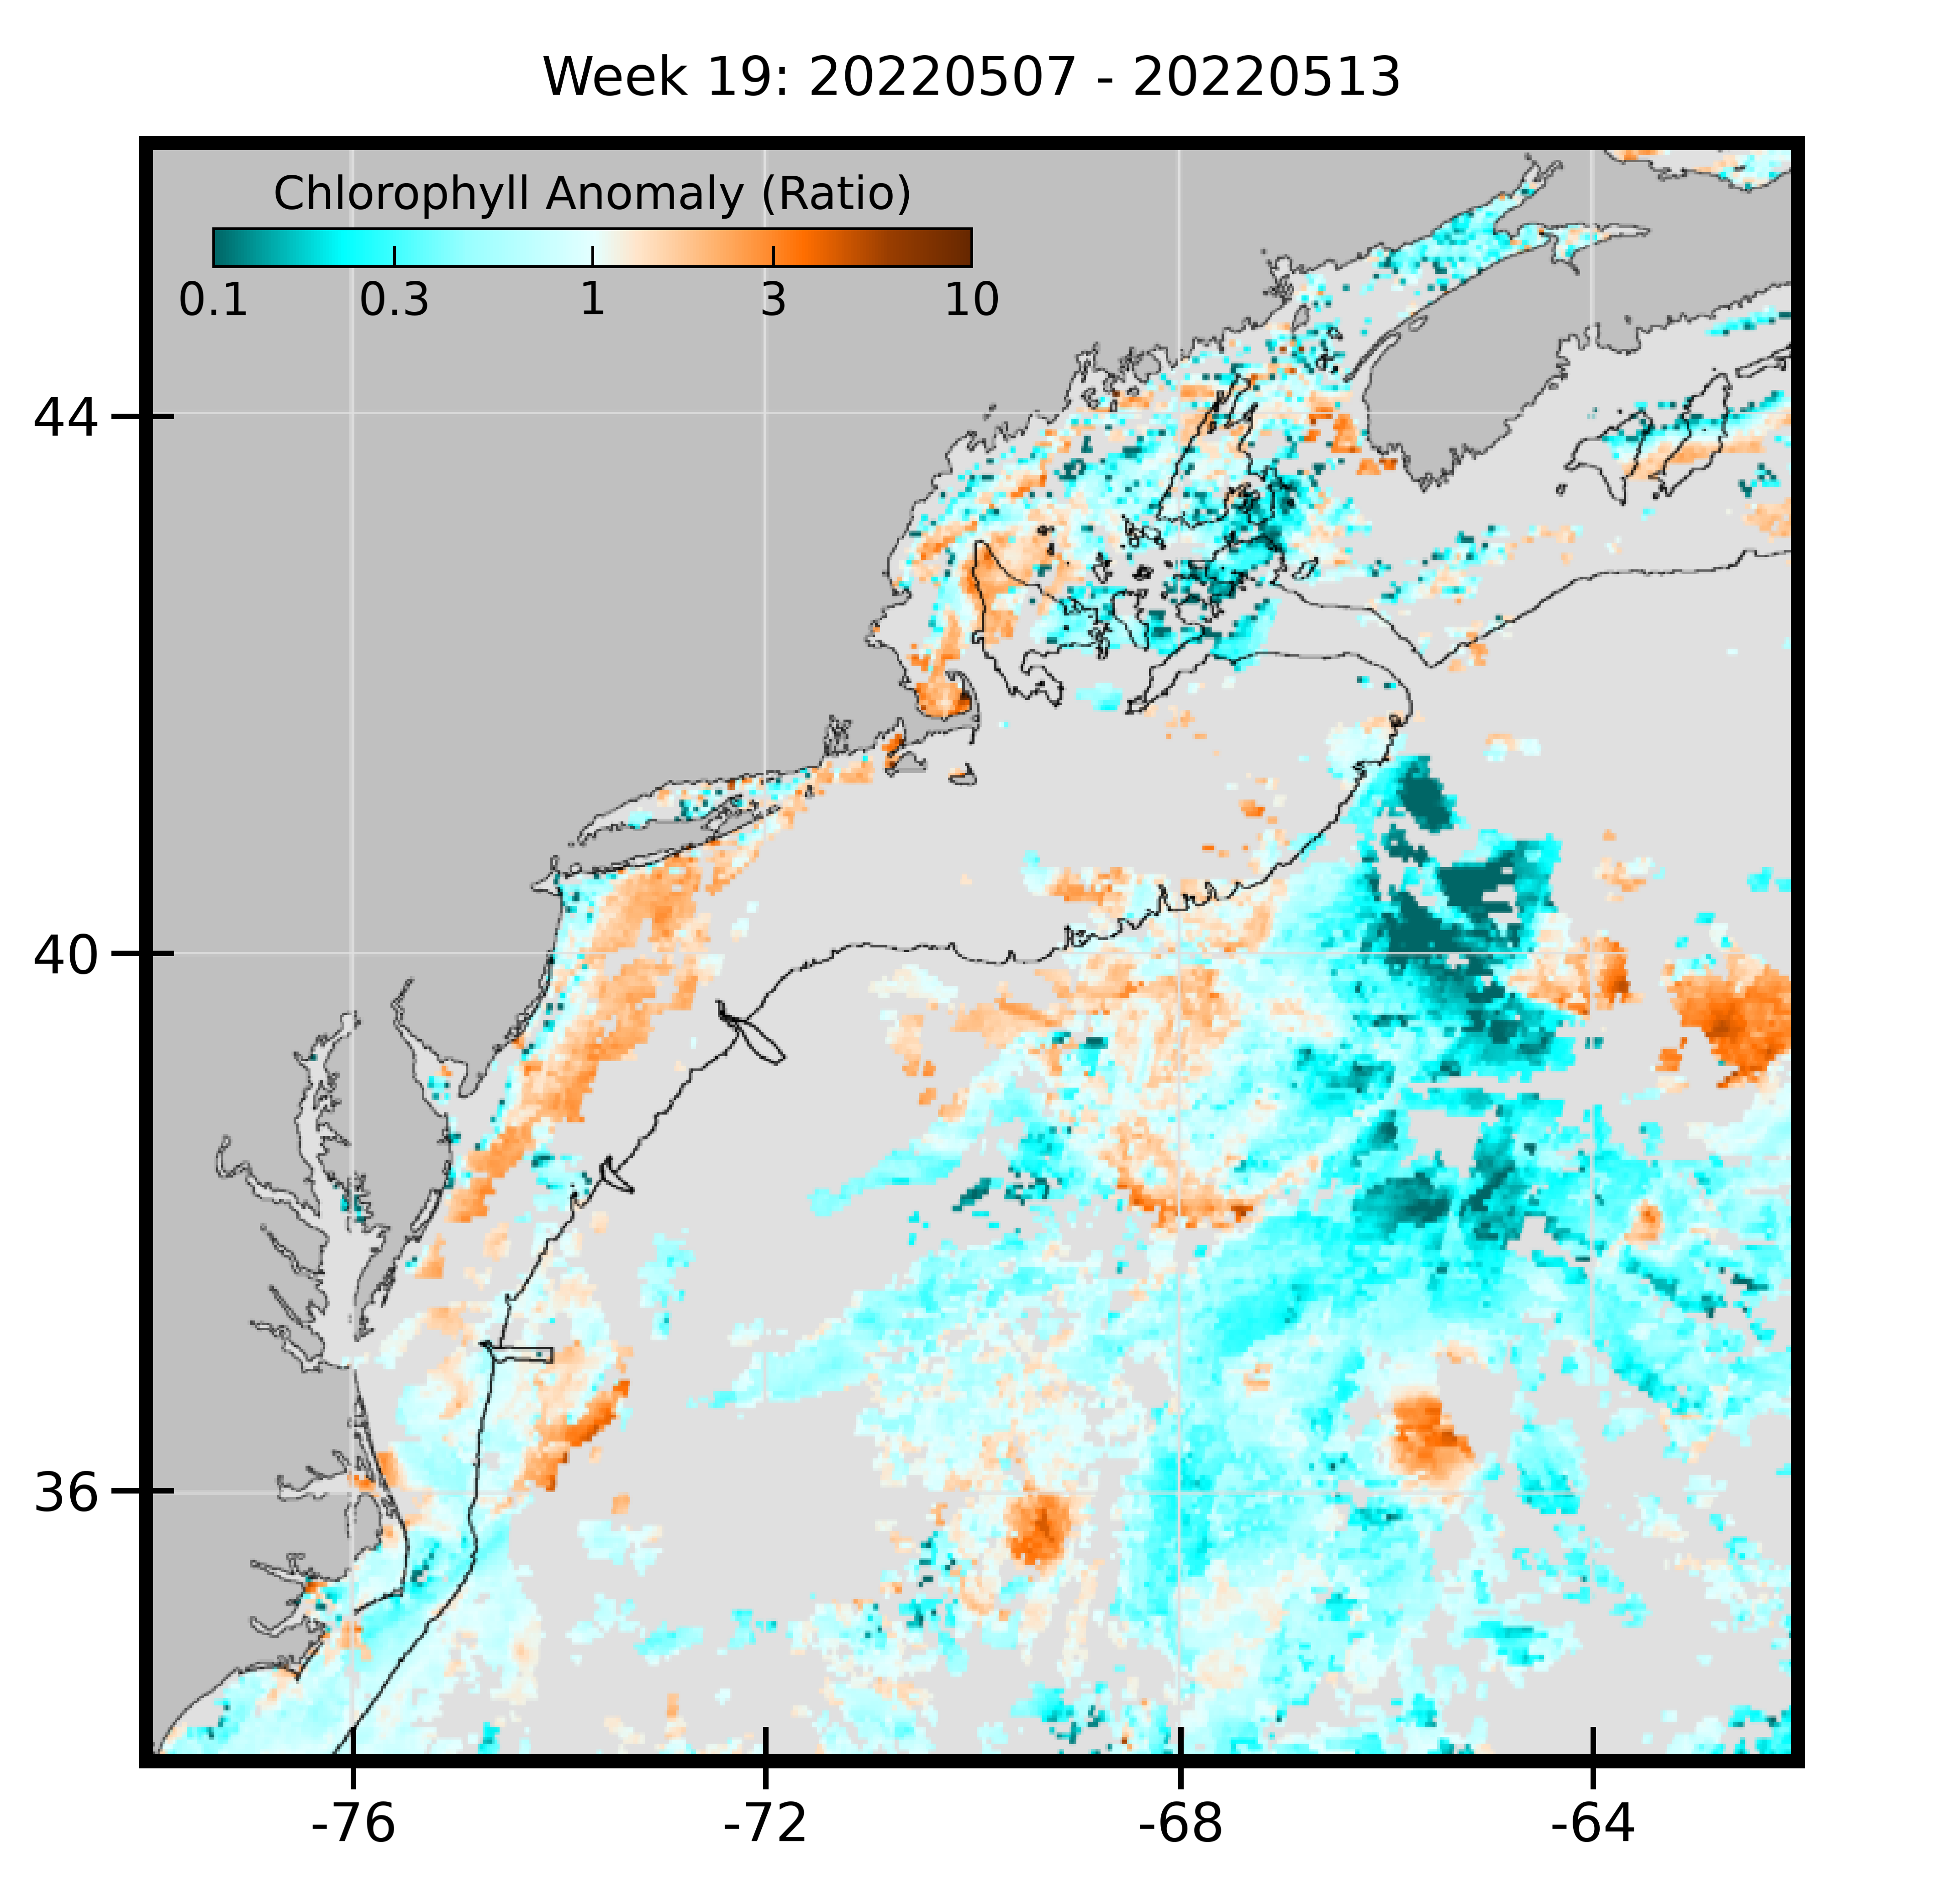 Week 19: 20220507 - 20220513
Chlorophyll Anomaly (Ratio)
0.1 0.3 1 3 10
44
40
36
-76 -72 -68 -64